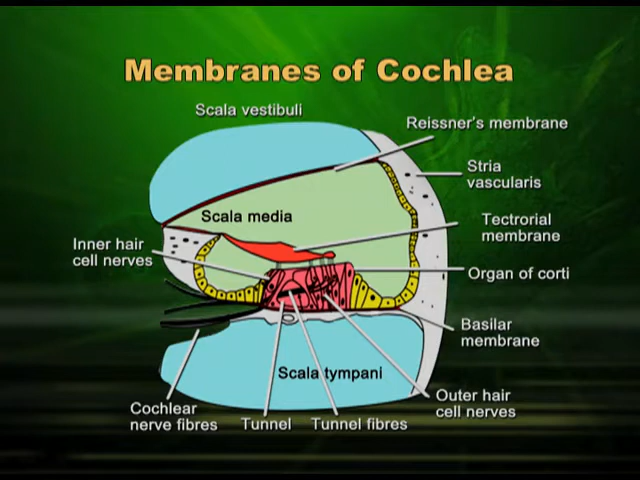 Membranes of Cochlea
Scala vestibuli
Reissner's membrane
Stria
vascularis
Scala media
Tectrorial
membrane
Inner hair
cell nerves
Organ of corti
Basilar
membrane
Scala tympani
Outer hair
cell nerves
Cochlear
nerve fibres
Tunnel
Tunnel fibres